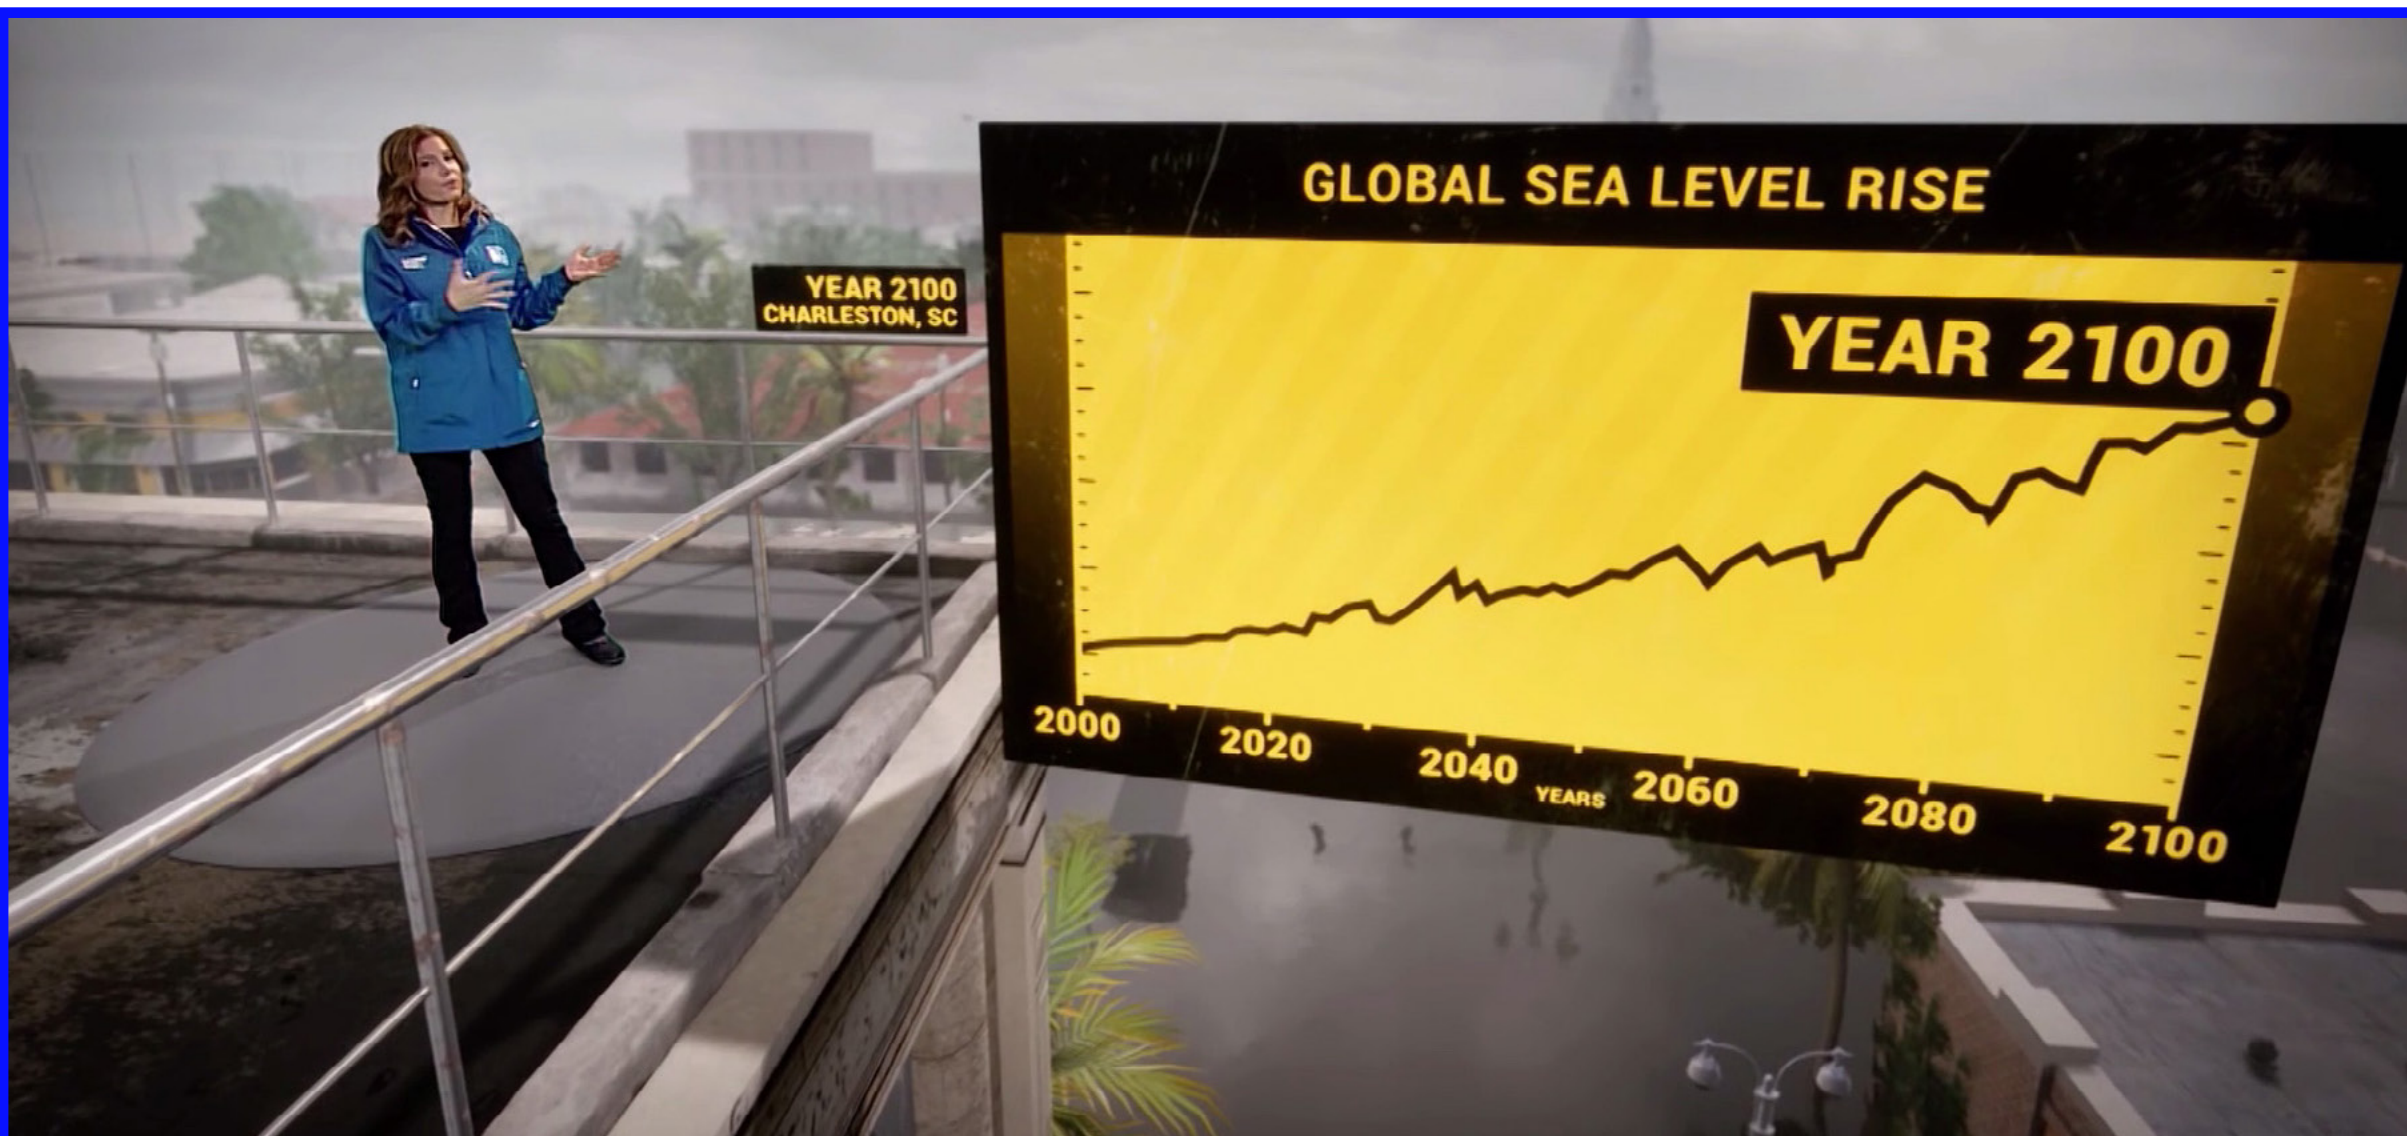 YEAR 2100
CHARLESTON, SC
GLOBAL SEA LEVEL RISE
YEAR 2100
2000
2020
2040
2060
2080
2100
YEARS